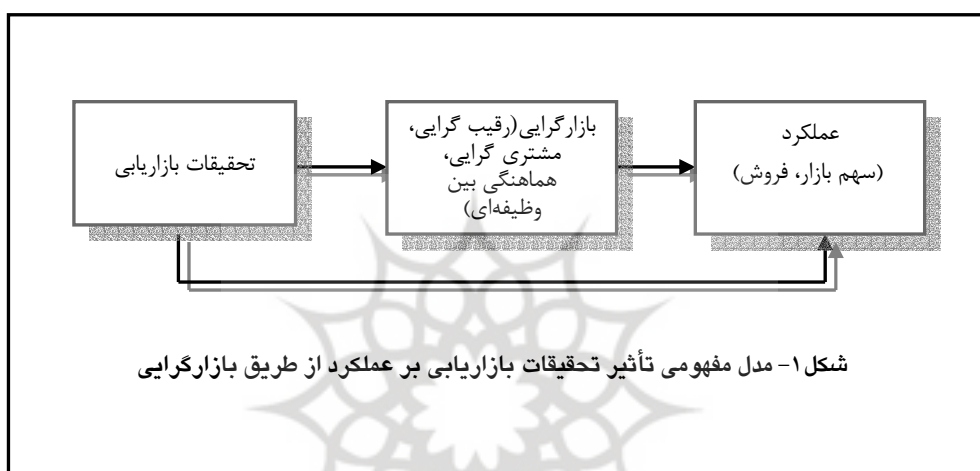 تحقیقات بازاریابی
بازارگرایی(رقیب گرایی،
مشتری گرایی،
هماهنگی بین
وظیفه‌ای)
عملکرد
(سهم بازار، فروش)
شکل۱- مدل مفهومی تأثیر تحقیقات بازاریابی بر عملکرد از طریق بازارگرایی